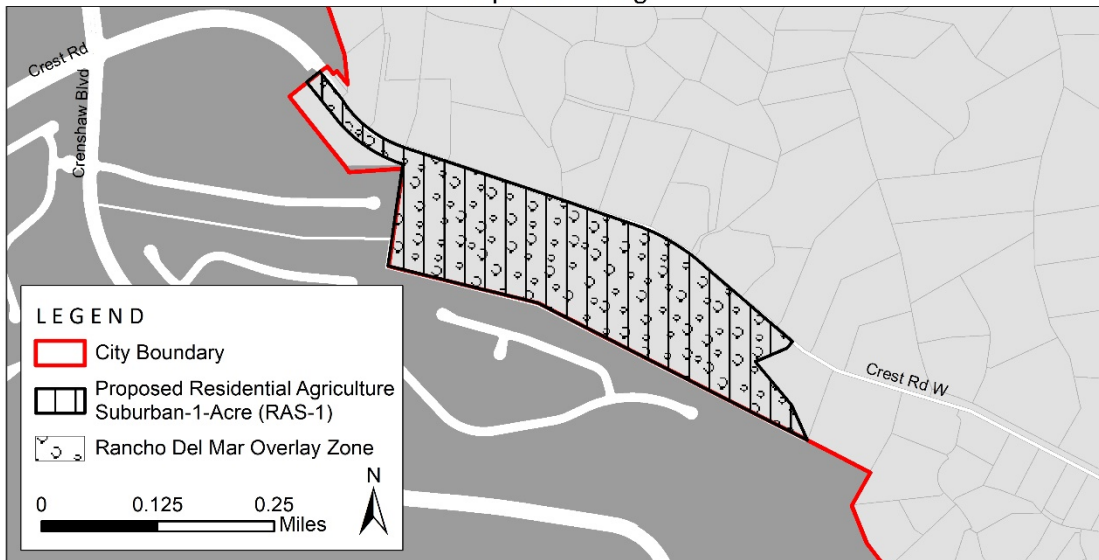 Crest Rd
Crenshaw Blvd
Crest Rd W
LEGEND
City Boundary
Proposed Residential Agriculture
Suburban-1-Acre (RAS-1)
Rancho Del Mar Overlay Zone
N
0 0.125 0.25
Miles